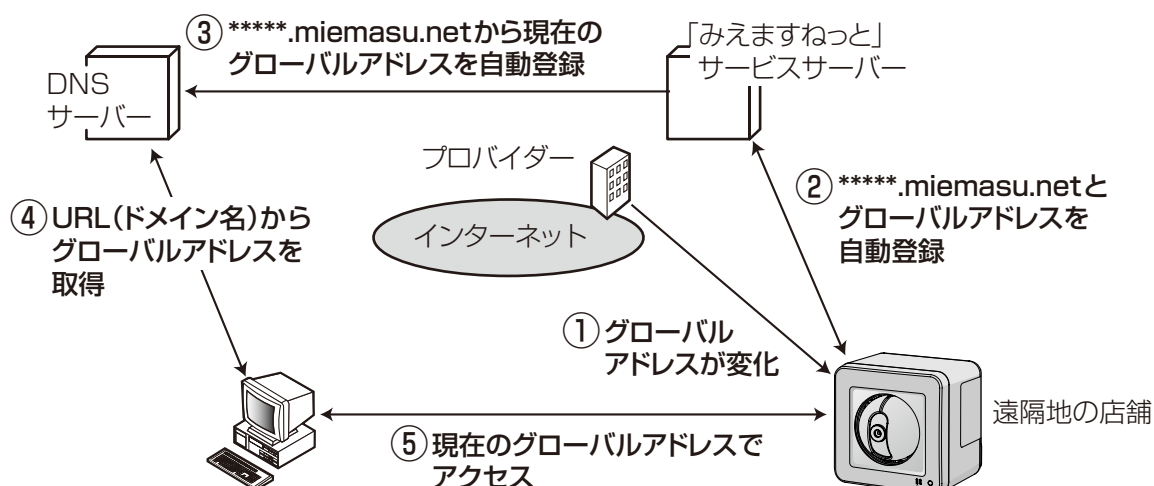 ③*****.miemasu.netから現在の
グローバルアドレスを自動登録
「みえますねっと」
サービスサーバー
DNS
サーバー
プロバイダー
②*****.miemasu.netと
グローバルアドレスを
自動登録
④URL（ドメイン名）から
グローバルアドレスを
取得
インターネット
①グローバル
アドレスが変化
遠隔地の店舗
⑤現在のグローバルアドレスで
アクセス